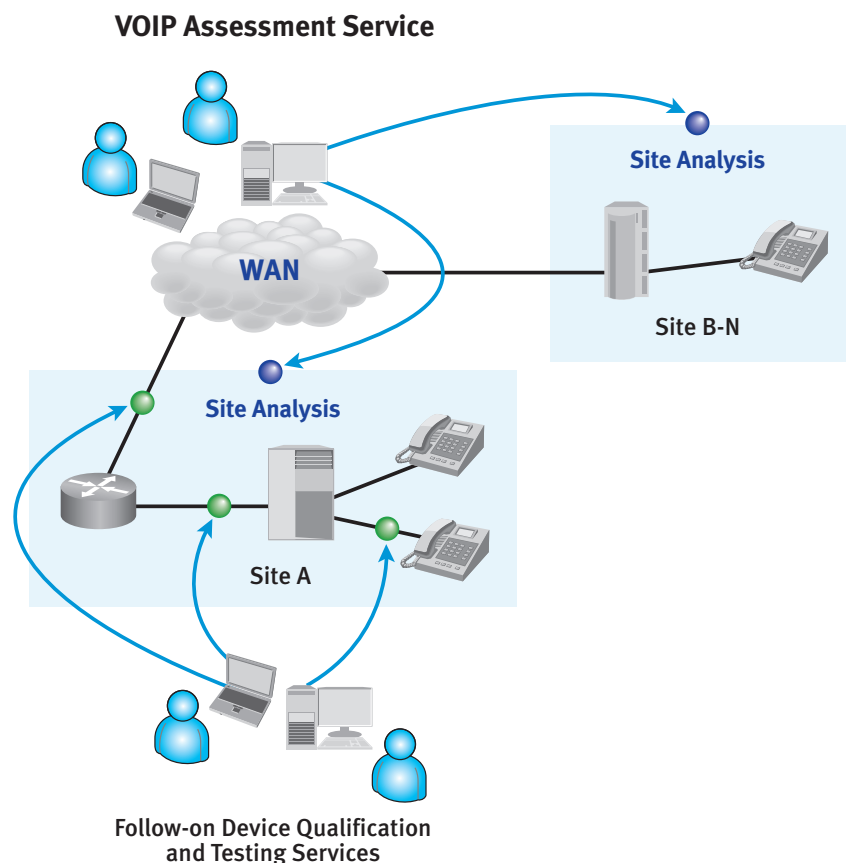 VOIP Assessment Service
Site Analysis
WAN
Site B-N
Site Analysis
Site A
Follow-on Device Qualification
and Testing Services